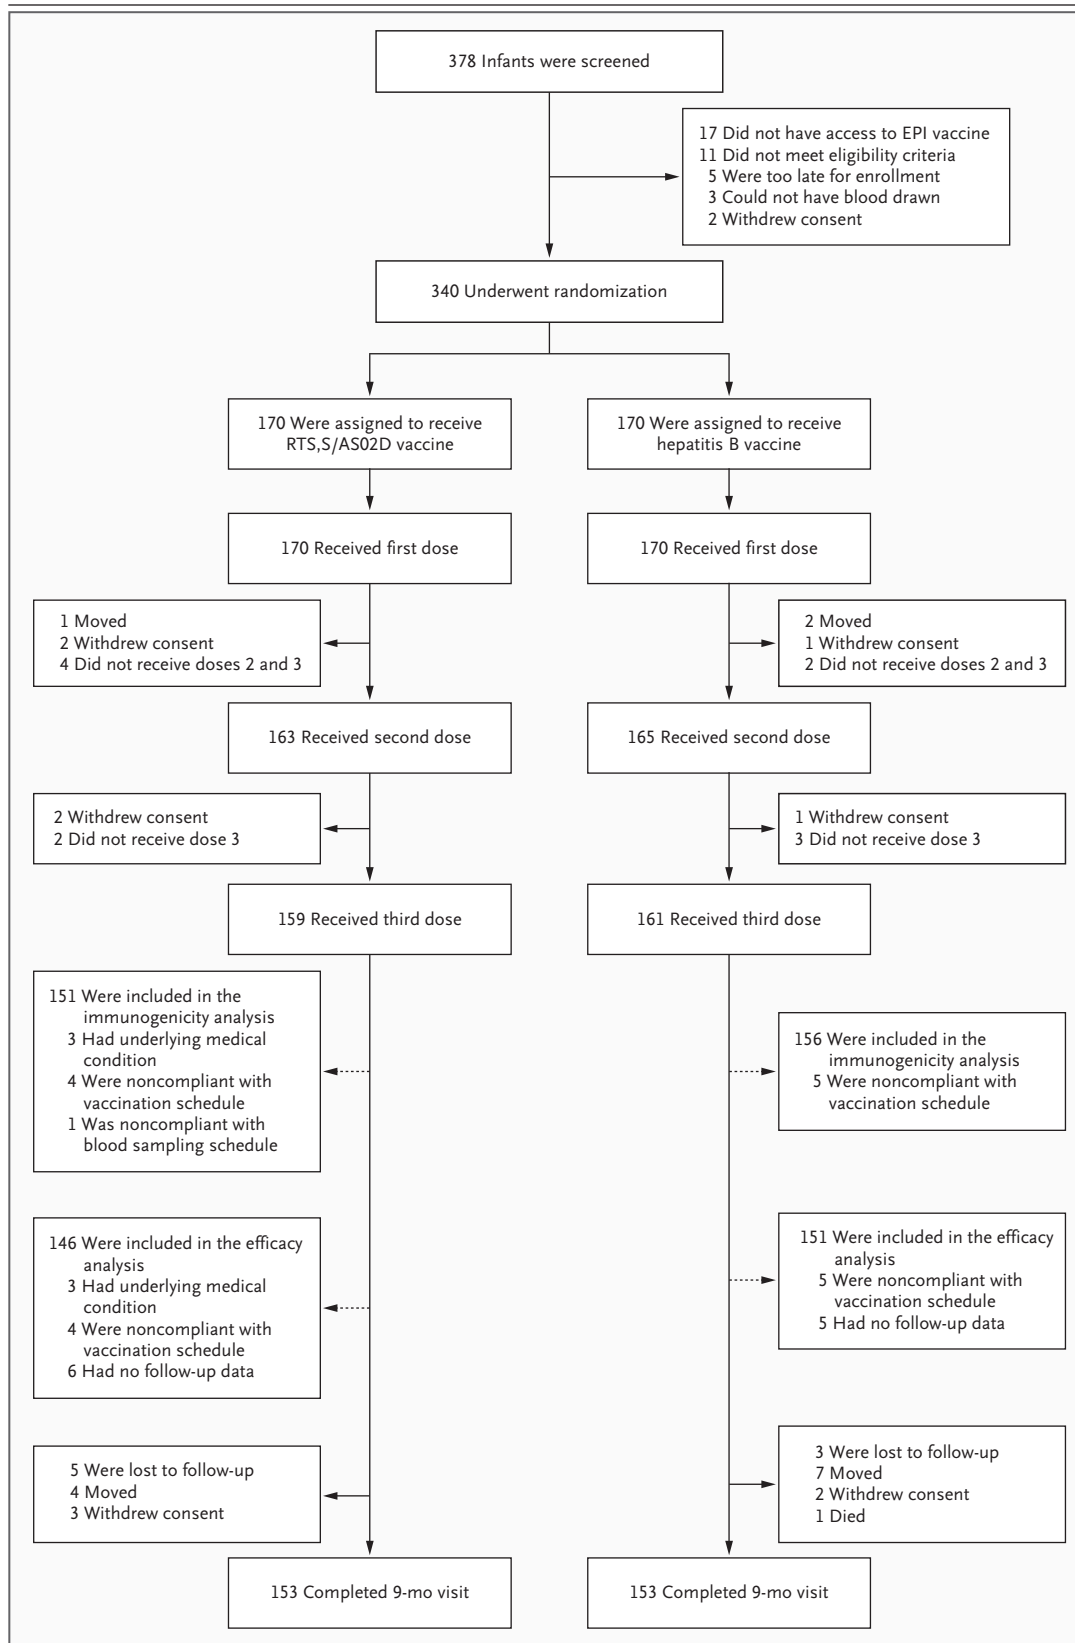 378 Infants were screened
17 Did not have access to EPI vaccine
11 Did not meet eligibility criteria
5 Were too late for enrollment
3 Could not have blood drawn
2 Withdrew consent
340 Underwent randomization
170 Were assigned to receive
RTS,S/AS02D vaccine
170 Were assigned to receive
hepatitis B vaccine
170 Received first dose
170 Received first dose
1 Moved
2 Withdrew consent
4 Did not receive doses 2 and 3
2 Moved
1 Withdrew consent
2 Did not receive doses 2 and 3
163 Received second dose
165 Received second dose
2 Withdrew consent
2 Did not receive dose 3
1 Withdrew consent
3 Did not receive dose 3
159 Received third dose
161 Received third dose
151 Were included in the
immunogenicity analysis
3 Had underlying medical
condition
4 Were noncompliant with
vaccination schedule
1 Was noncompliant with
blood sampling schedule
156 Were included in the
immunogenicity analysis
5 Were noncompliant with
vaccination schedule
146 Were included in the efficacy
analysis
3 Had underlying medical
condition
4 Were noncompliant with
vaccination schedule
6 Had no follow-up data
151 Were included in the efficacy
analysis
5 Were noncompliant with
vaccination schedule
5 Had no follow-up data
5 Were lost to follow-up
4 Moved
3 Withdrew consent
3 Were lost to follow-up
7 Moved
2 Withdrew consent
1 Died
153 Completed 9-mo visit
153 Completed 9-mo visit